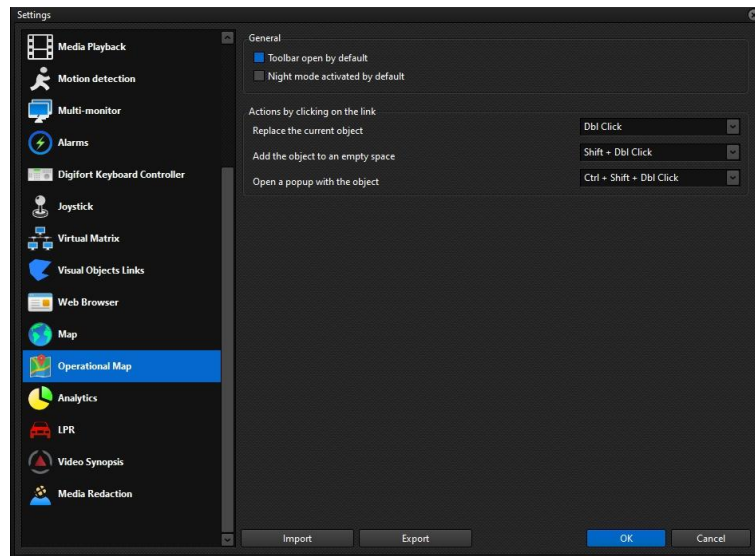 Settings
Media Playback
Motion detection
Multi-monitor
Alarms
Digifort Keyboard Controller
Joystick
Virtual Matrix
Visual Objects Links
Web Browser
Map
Operational Map
Analytics
LPR
Video Synopsis
Media Redaction
General
Toolbar open by default
Night mode activated by default
Actions by clicking on the link
Replace the current object Dbl Click
Add the object to an empty space Shift + Dbl Click
Open a popup with the object Ctrl + Shift + Dbl Click
Import Export OK Cancel